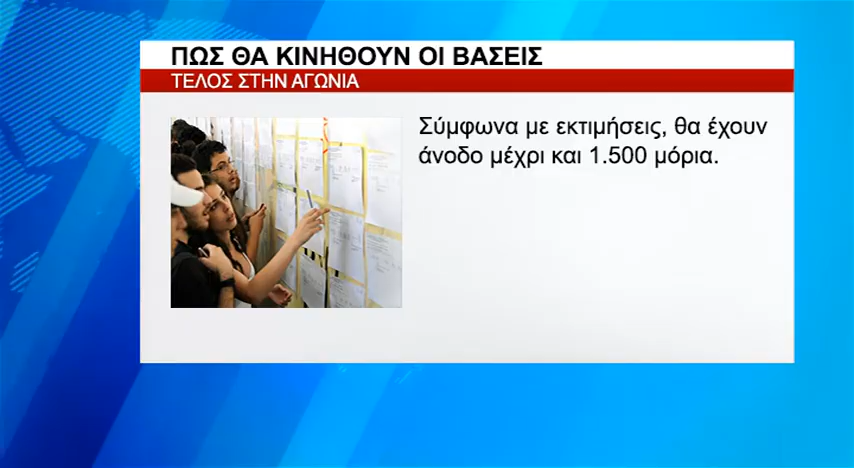 ΠΩΣ ΘΑ ΚΙΝΗΘΟΥΝ ΟΙ ΒΑΣΕΙΣ
ΤΕΛΟΣ ΣΤΗΝ ΑΓΩΝΙΑ
Σύμφωνα με εκτιμήσεις, θα έχουν
άνοδο μέχρι και 1.500 μόρια.